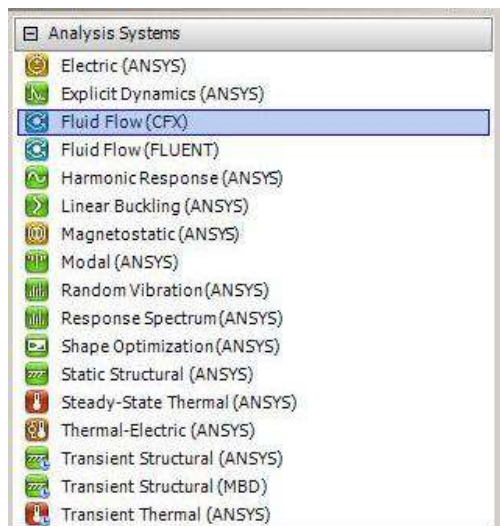 Analysis Systems
Electric (ANSYS)
Explicit Dynamics (ANSYS)
Fluid Flow (CFX)
Fluid Flow (FLUENT)
Harmonic Response (ANSYS)
Linear Buckling (ANSYS)
Magnetostatic (ANSYS)
Modal (ANSYS)
Random Vibration (ANSYS)
Response Spectrum (ANSYS)
Shape Optimization (ANSYS)
Static Structural (ANSYS)
Steady-State Thermal (ANSYS)
Thermal-Electric (ANSYS)
Transient Structural (ANSYS)
Transient Structural (MBD)
Transient Thermal (ANSYS)